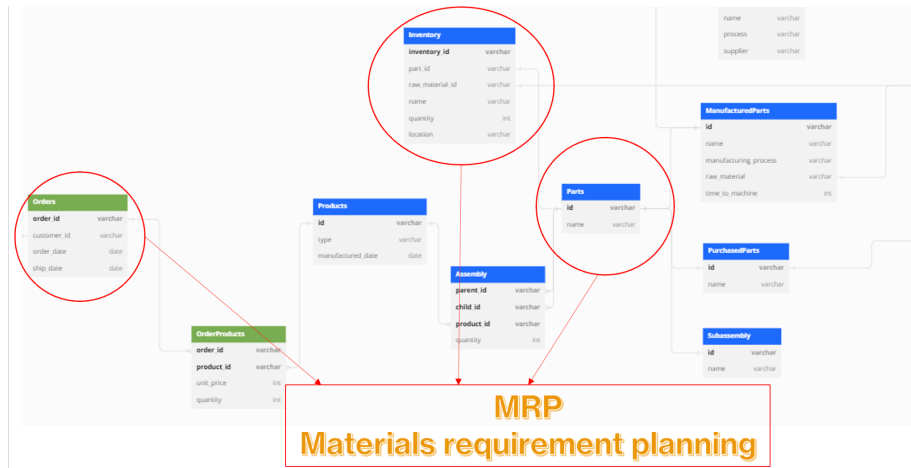 name varchar
process varchar
supplier varchar
Inventory
inventory_id varchar
part_id varchar
raw_material_id varchar
name varchar
quantity int
location varchar
ManufacturedParts
id varchar
name varchar
manufacturing_process varchar
raw_material varchar
time_to_machine int
Orders
order_id varchar
customer_id varchar
order_date date
ship_date date
Products
id varchar
type varchar
manufactured_date date
Parts
id varchar
name varchar
PurchasedParts
id varchar
name varchar
Assembly
parent_id varchar
child_id varchar
product_id varchar
quantity int
OrderProducts
order_id varchar
product_id varchar
unit_price int
quantity int
Subassembly
id varchar
name varchar
MRP
Materials requirement planning